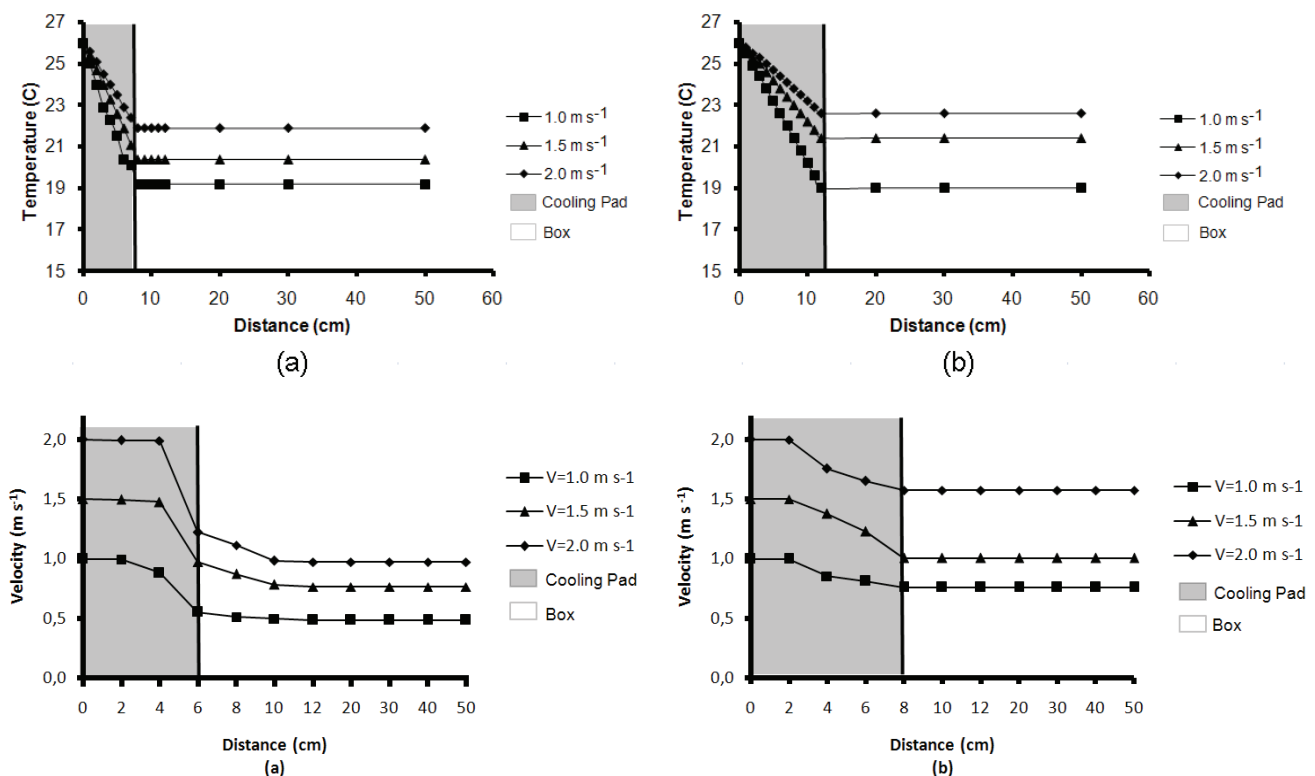 27
25
23
21
19
17
15
Temperature (C)
0 10 20 30 40 50 60
Distance (cm)
1.0 m s-1
1.5 m s-1
2.0 m s-1
Cooling Pad
Box
(a)
27
25
23
21
19
17
15
Temperature (C)
0 10 20 30 40 50 60
Distance (cm)
1.0 m s-1
1.5 m s-1
2.0 m s-1
Cooling Pad
Box
(b)
2,0
1,5
1,0
0,5
0,0
Velocity (m s-1)
0 2 4 6 8 10 12 20 30 40 50
Distance (cm)
V=1.0 m s-1
V=1.5 m s-1
V=2.0 m s-1
Cooling Pad
Box
(a)
2,0
1,5
1,0
0,5
0,0
Velocity (m s-1)
0 2 4 6 8 10 12 20 30 40 50
Distance (cm)
V=1.0 m s-1
V=1.5 m s-1
V=2.0 m s-1
Cooling Pad
Box
(b)